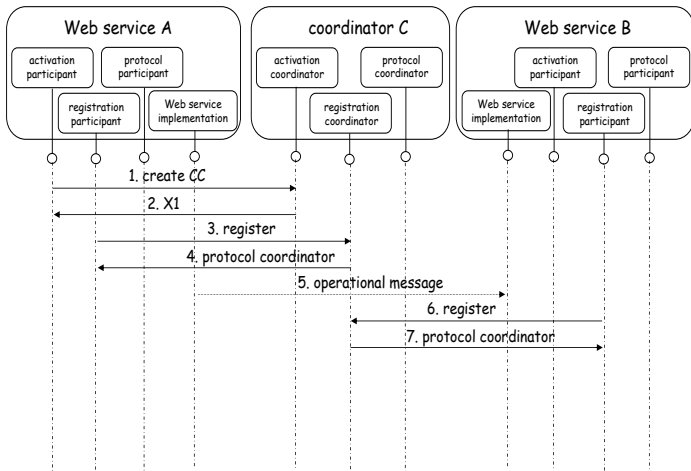 Web service A
coordinator C
Web service B
activation
participant
protocol
participant
activation
coordinator
protocol
coordinator
activation
participant
protocol
participant
registration
participant
Web service
implementation
registration
coordinator
Web service
implementation
registration
participant
1. create CC
2. X1
3. register
4. protocol coordinator
5. operational message
6. register
7. protocol coordinator